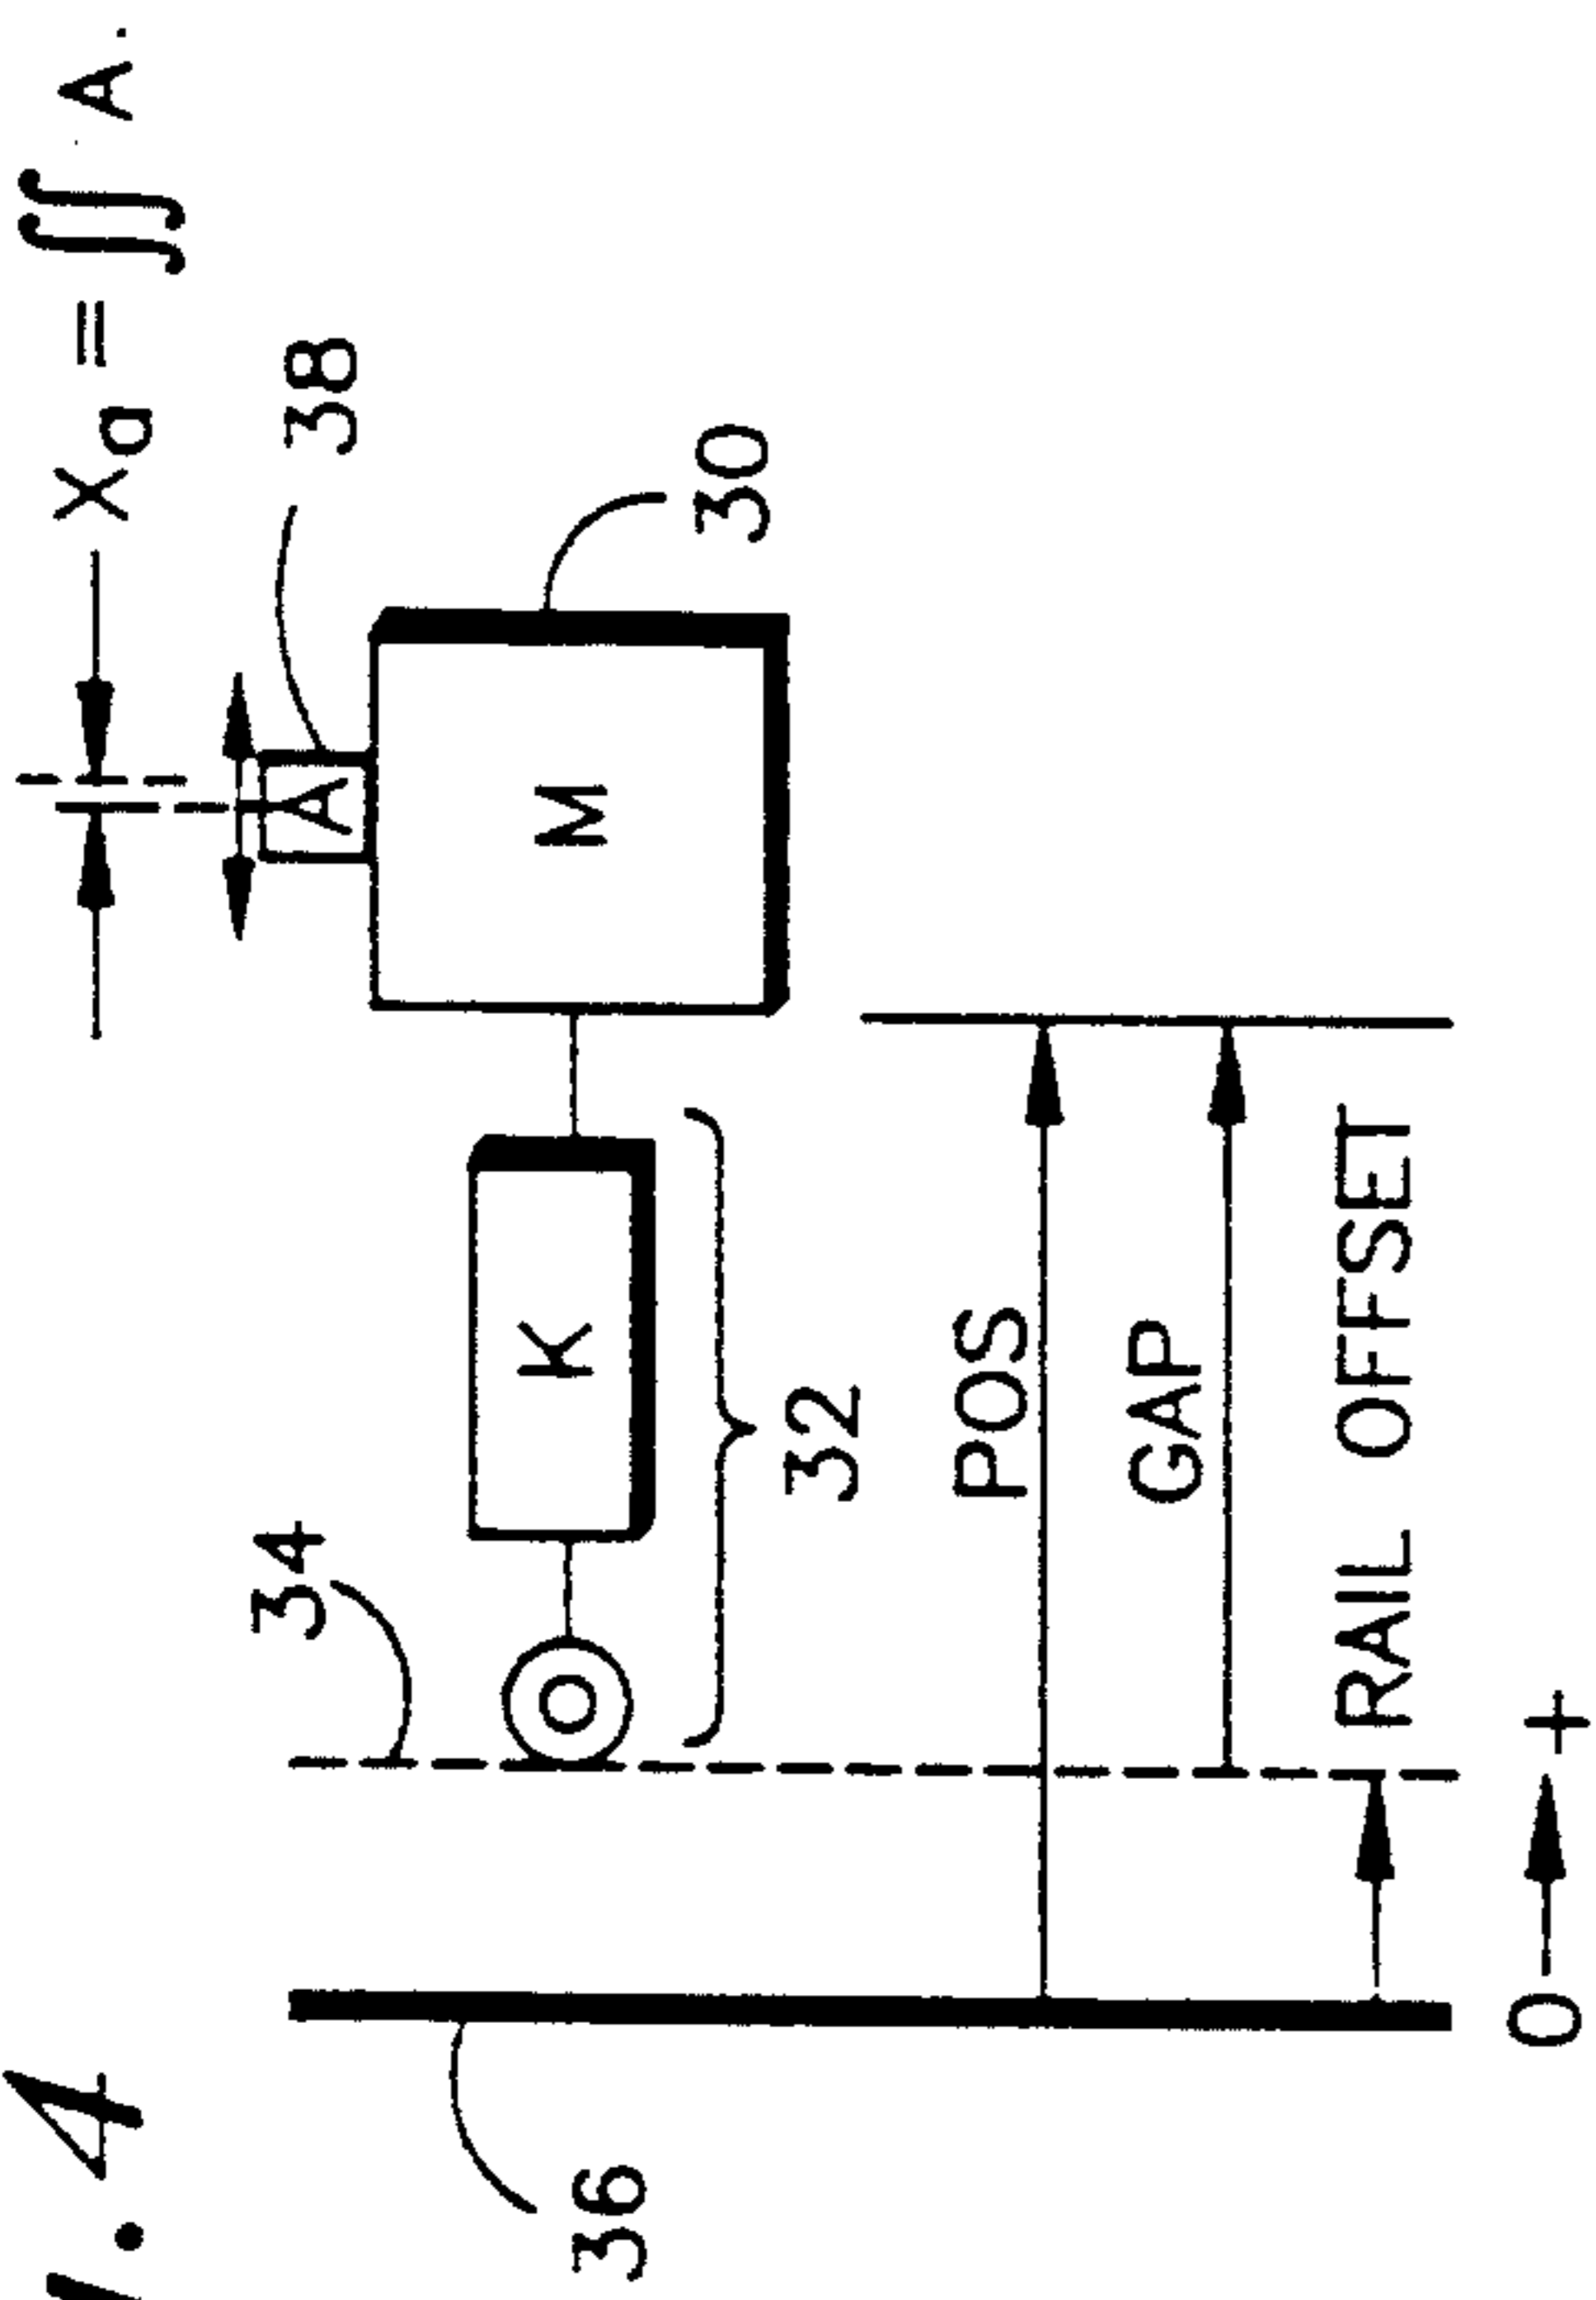 . 4
Xa = ∫∫ A.
38
A
30
M
34
K
32
36
POS
GAP
RAIL OFFSET
0 +